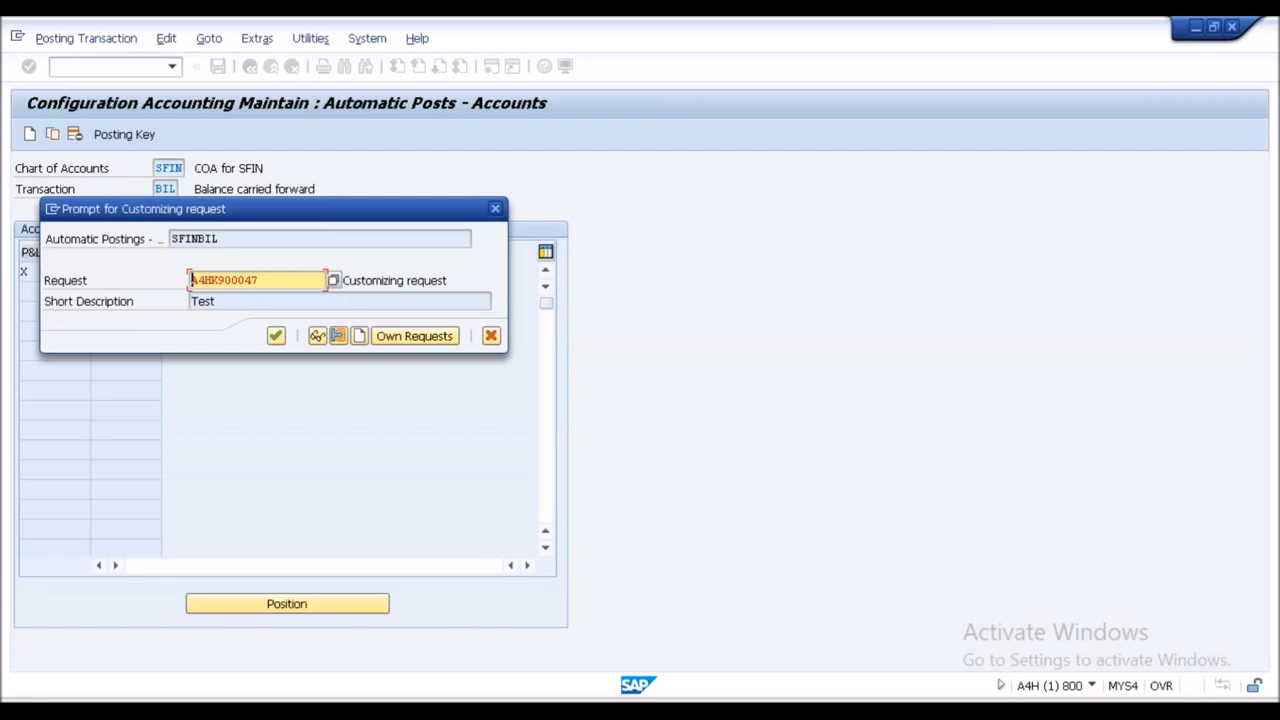 Posting Transaction Edit Goto Extras Utilities System Help
Configuration Accounting Maintain : Automatic Posts - Accounts
Posting Key
Chart of Accounts SFIN COA for SFIN
Transaction BIL Balance carried forward
Prompt for Customizing request
Acc
P&L
X
Automatic Postings - _ SFINBIL
Request A4HK900047 Customizing request
Short Description Test
Own Requests
Position
Activate Windows
Go to Settings to activate Windows.
SAP
A4H (1) 800 MYS4 OVR